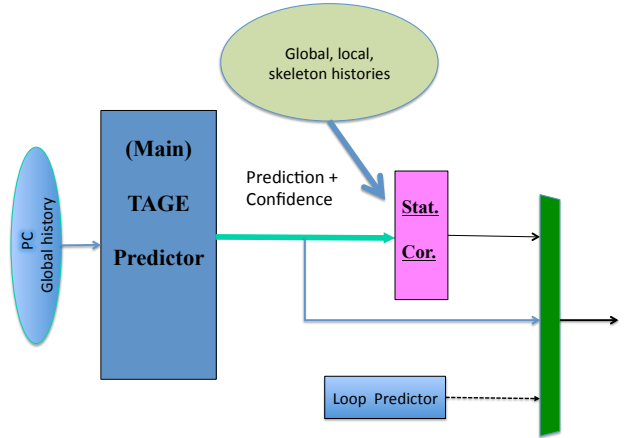 Global, local,
skeleton histories
(Main)
TAGE
Predictor
PC
Global history
Prediction +
Confidence
Stat.
Cor.
Loop Predictor